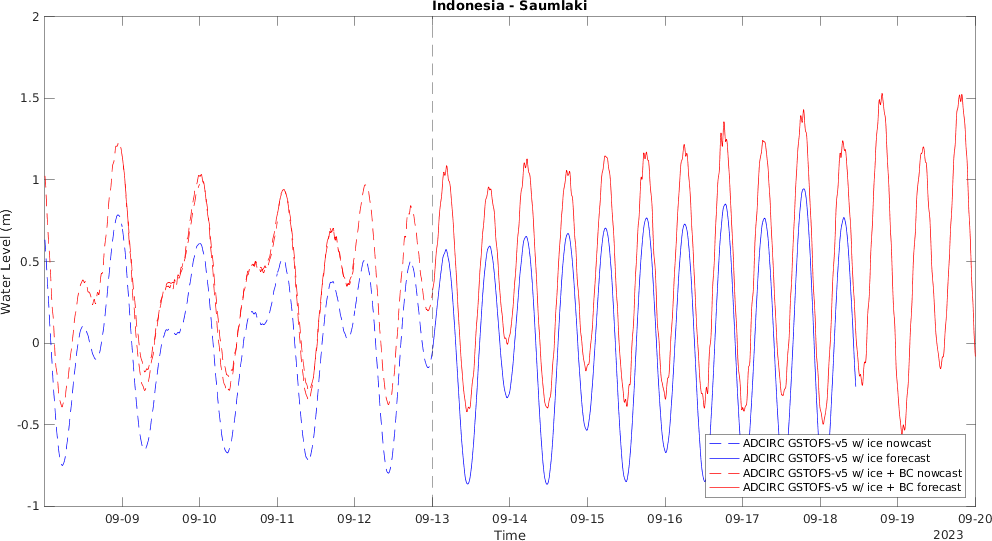 Indonesia - Saumlaki
Water Level (m)
2
1.5
1
0.5
0
-0.5
-1
ADCIRC GSTOFS-v5 w/ ice nowcast
ADCIRC GSTOFS-v5 w/ ice forecast
ADCIRC GSTOFS-v5 w/ ice + BC nowcast
ADCIRC GSTOFS-v5 w/ ice + BC forecast
09-09 09-10 09-11 09-12 09-13 09-14 09-15 09-16 09-17 09-18 09-19 09-20
Time
2023